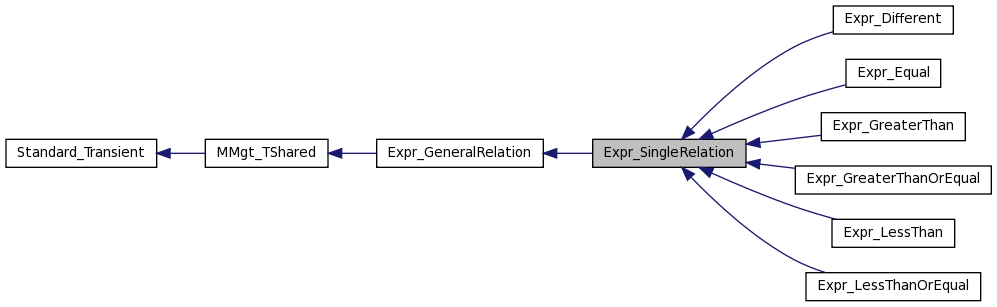 Expr_Different
Expr_Equal
Expr_GreaterThan
Standard_Transient
MMgt_TShared
Expr_GeneralRelation
Expr_SingleRelation
Expr_GreaterThanOrEqual
Expr_LessThan
Expr_LessThanOrEqual